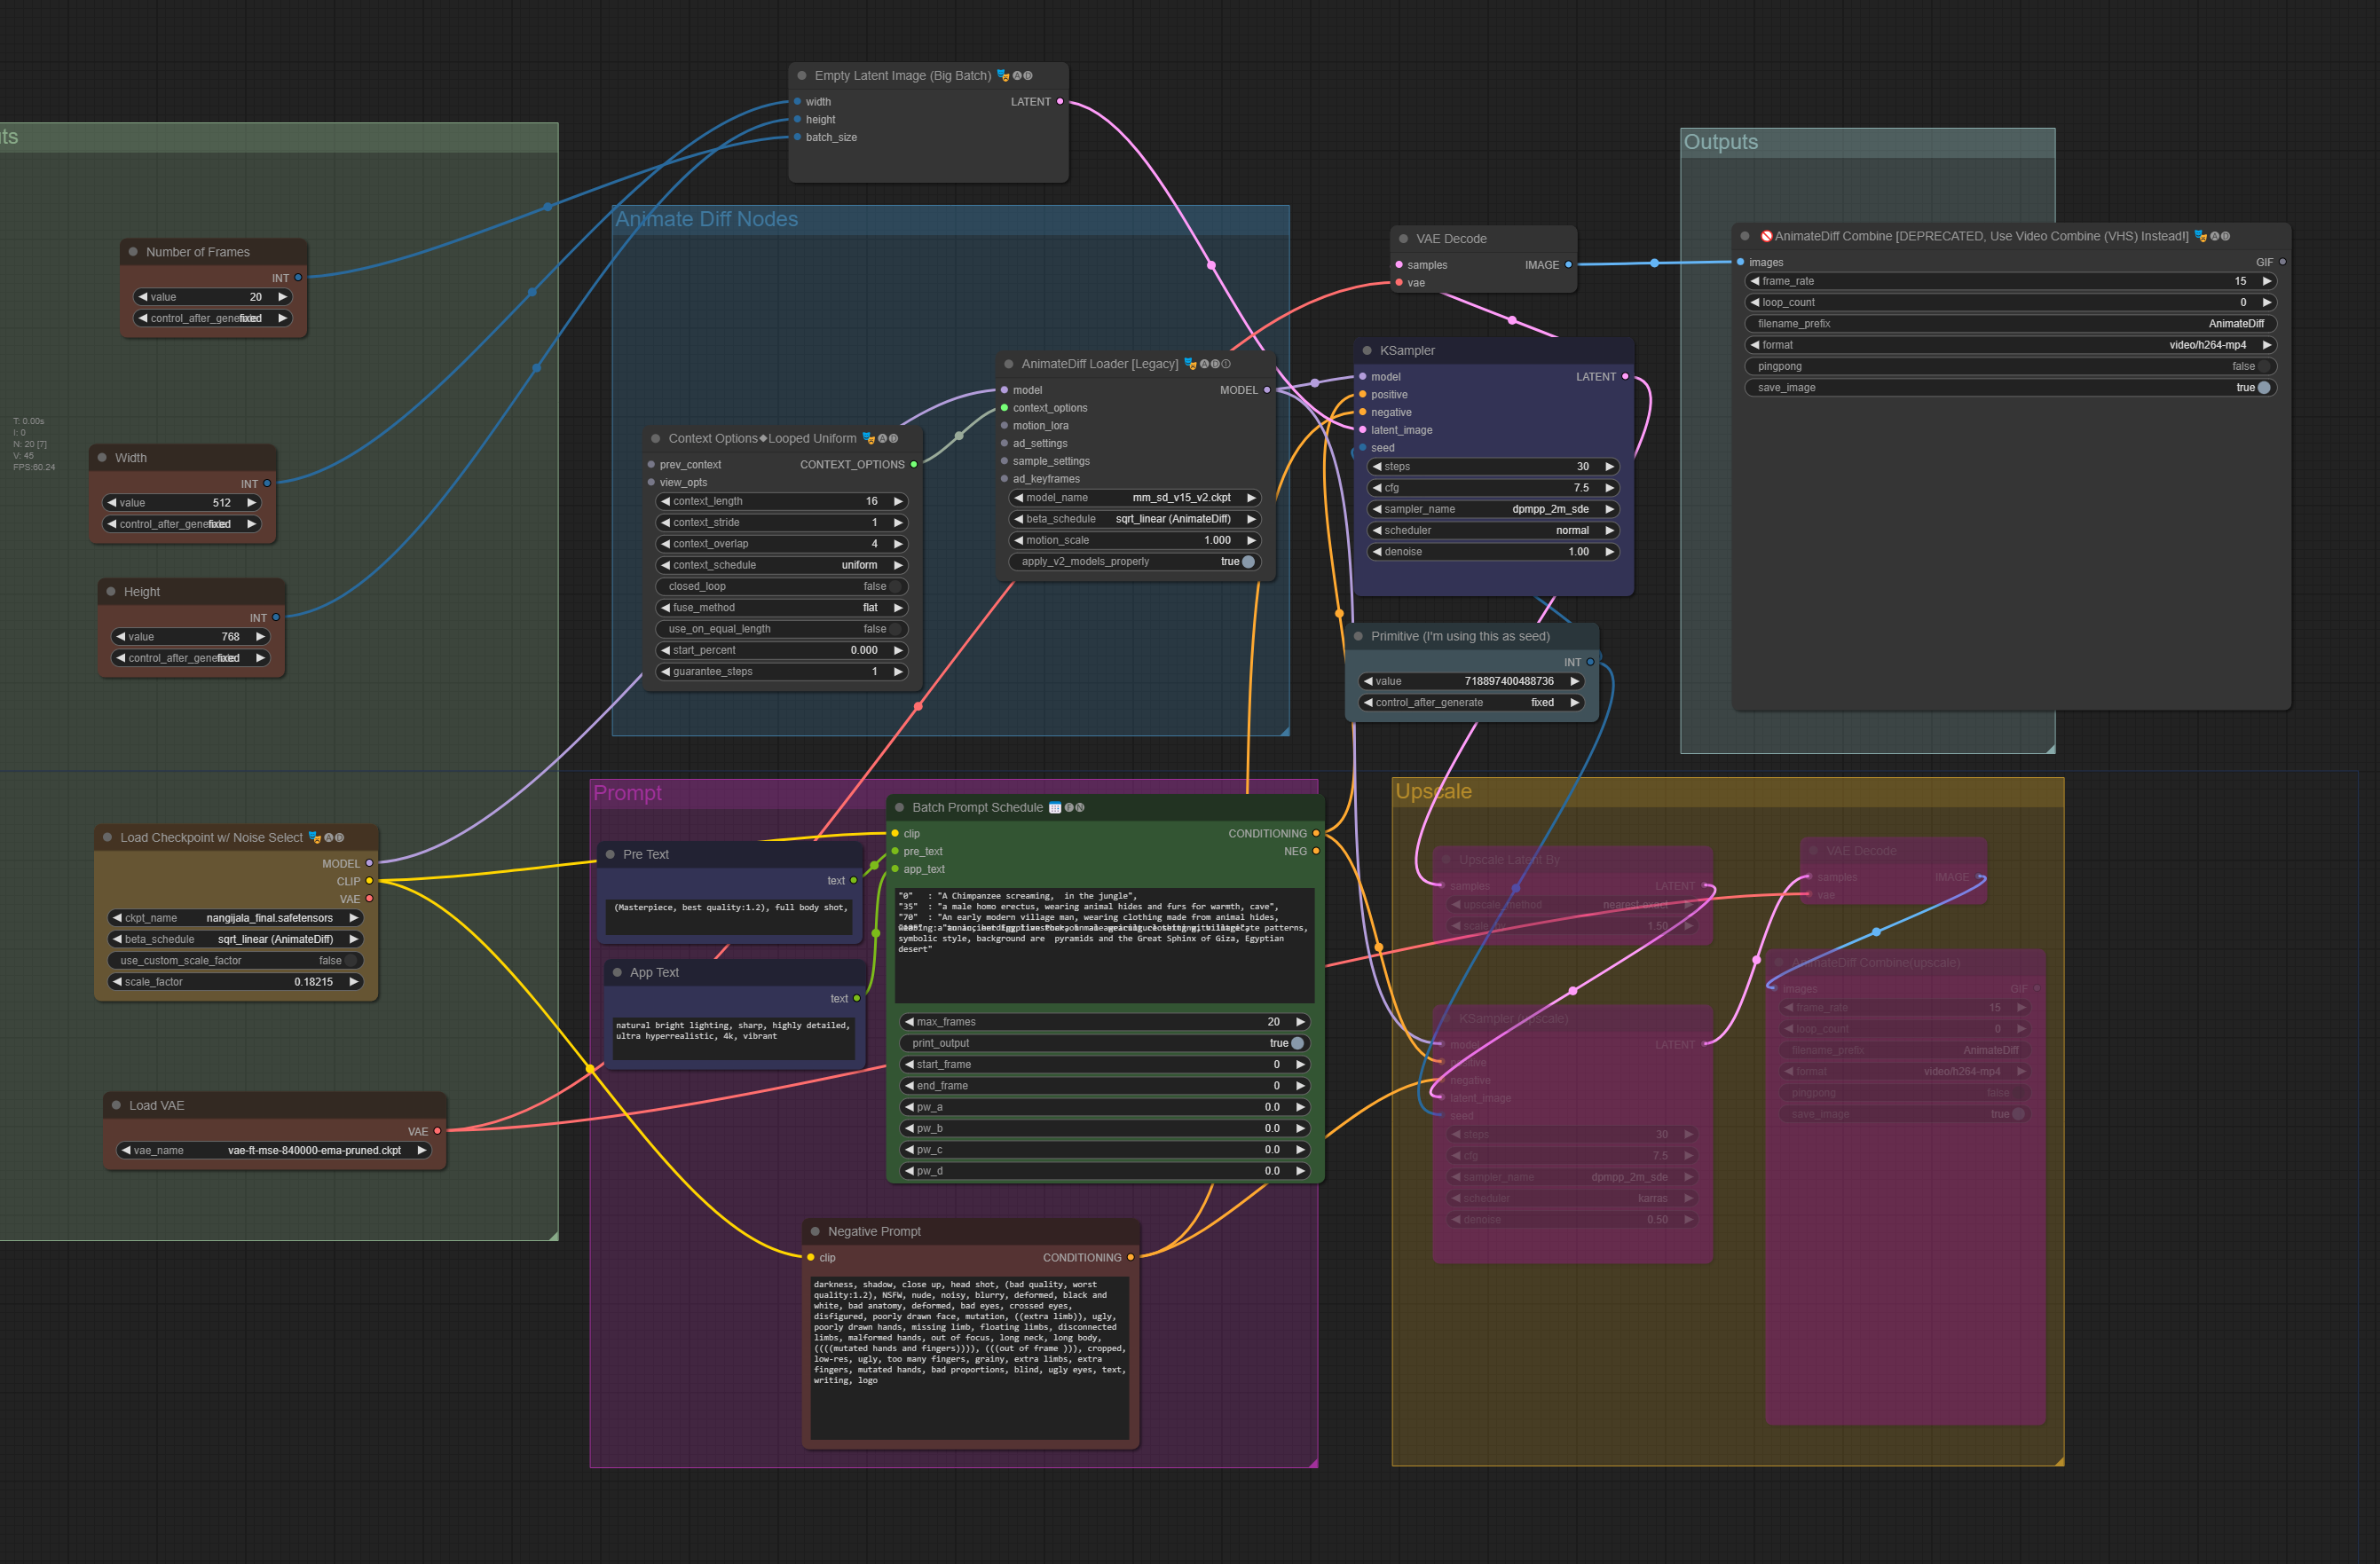 Empty Latent Image (Big Batch)
width LATENT
height
batch_size
ts
Number of Frames
INT
value 20
fixed
Width
INT
value 512
fixed
Height
INT
value 768
fixed
T: 0.00s
I: 0
N: 20 [7]
V: 45
FPS:60.24
Animate Diff Nodes
AnimateDiff Loader [Legacy]
model MODEL
context_options
motion_lora
ad_settings
sample_settings
ad_keyframes
model_name mm_sd_v15_v2.ckpt
beta_schedule sqrt_linear (AnimateDiff)
motion_scale 1.000
apply_v2_models_properly true
Context Options◆Looped Uniform
prev_context CONTEXT_OPTIONS
view_opts
context_length 16
context_stride 1
context_overlap 4
context_schedule uniform
closed_loop false
fuse_method flat
use_on_equal_length false
start_percent 0.000
guarantee_steps 1
VAE Decode
samples IMAGE
vae
KSampler
model LATENT
positive
negative
latent_image
seed
steps 30
cfg 7.5
sampler_name dpmpp_2m_sde
scheduler normal
denoise 1.00
Primitive (I'm using this as seed)
INT
value 718897400488736
control_after_generate fixed
Outputs
AnimateDiff Combine [DEPRECATED, Use Video Combine (VHS) Instead!]
images GIF
frame_rate 15
loop_count 0
filename_prefix AnimateDiff
format video/h264-mp4
pingpong false
save_image true
Load Checkpoint w/ Noise Select
MODEL
CLIP
VAE
ckpt_name nangijala_final.safetensors
beta_schedule sqrt_linear (AnimateDiff)
use_custom_scale_factor false
scale_factor 0.18215
Load VAE
VAE
vae_name vae-ft-mse-840000-ema-pruned.ckpt
Prompt
Pre Text
text
(Masterpiece, best quality:1.2), full body shot,
App Text
text
natural bright lighting, sharp, highly detailed,
ultra hyperrealistic, 4k, vibrant
Batch Prompt Schedule
clip CONDITIONING
pre_text NEG
app_text
"0" : "A Chimpanzee screaming, in the jungle",
"35" : "a male homo erectus, wearing animal hides and furs for warmth, cave",
"70" : "An early modern village man, wearing clothing made from animal hides,
symbolic style, background are pyramids and the Great Sphinx of Giza, Egyptian
desert"
max_frames 20
print_output true
start_frame 0
end_frame 0
pw_a 0.0
pw_b 0.0
pw_c 0.0
pw_d 0.0
Negative Prompt
clip CONDITIONING
darkness, shadow, close up, head shot, (bad quality, worst
quality:1.2), NSFW, nude, noisy, blurry, deformed, black and
white, bad anatomy, deformed, bad eyes, crossed eyes,
disfigured, poorly drawn face, mutation, ((extra limb)), ugly,
poorly drawn hands, missing limb, floating limbs, disconnected
limbs, malformed hands, out of focus, long neck, long body,
((((mutated hands and fingers)))), (((out of frame ))), cropped,
low-res, ugly, too many fingers, grainy, extra limbs, extra
fingers, mutated hands, bad proportions, blind, ugly eyes, text,
writing, logo
Upscale
Upscale Latent By
samples LATENT
upscale_method nearest-exact
1.50
VAE Decode
samples IMAGE
vae
KSampler (upscale)
model LATENT
positive
negative
latent_image
seed
steps 30
cfg 7.5
sampler_name dpmpp_2m_sde
scheduler karras
denoise 0.50
AnimateDiff Combine(upscale)
images GIF
frame_rate 15
loop_count 0
filename_prefix AnimateDiff
format video/h264-mp4
pingpong false
save_image true